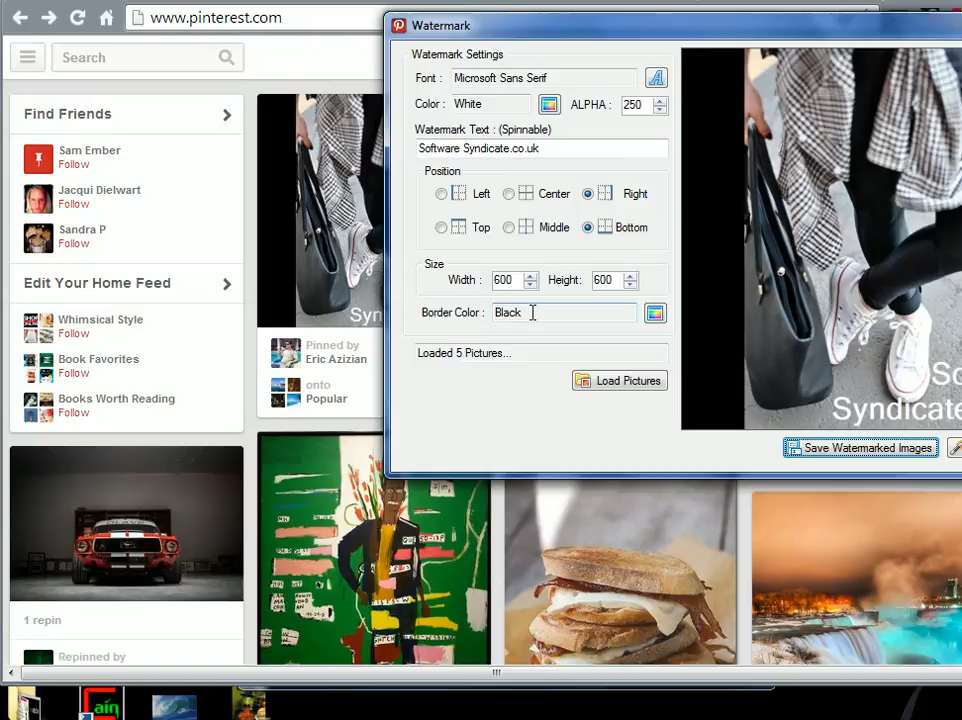 www.pinterest.com
Search
Find Friends
Sam Ember
Follow
Jacqui Dielwart
Follow
Sandra P
Follow
Edit Your Home Feed
Whimsical Style
Follow
Book Favorites
Follow
Books Worth Reading
Follow
1 repin
Repinned by
Syn
Pinned by
Eric Azizian
onto
Popular
Watermark
Watermark Settings
Font : Microsoft Sans Serif
Color : White ALPHA : 250
Watermark Text : (Spinnable)
Software Syndicate.co.uk
Position
Left Center Right
Top Middle Bottom
Size
Width : 600 Height: 600
Border Color : Black
Loaded 5 Pictures...
Load Pictures
So
Syndicate
Save Watermarked Images
ain